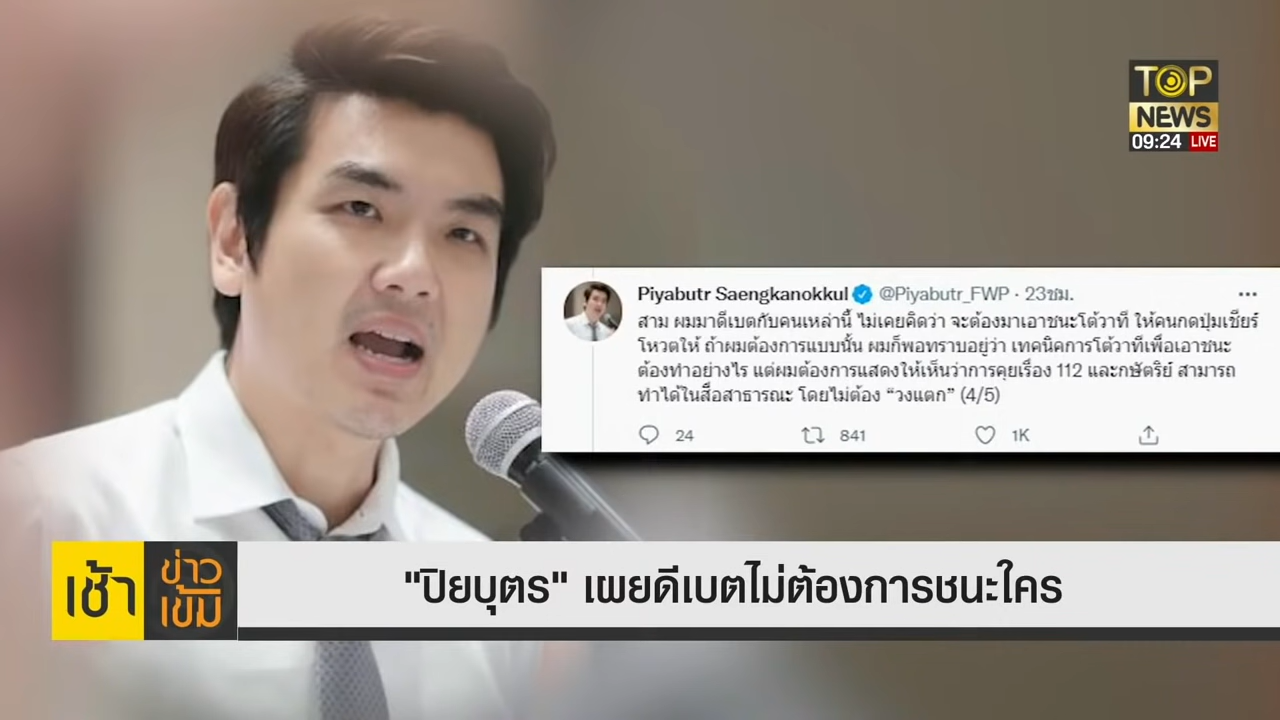 TOP
NEWS
09:24 LIVE
Piyabutr Saengkanokkul @Piyabutr_FWP · 23ชม.
สาม ผมมาดีเบตกับคนเหล่านี้ ไม่เคยคิดว่า จะต้องมาเอาชนะโต้วาที ให้คนกดปุ่มเชียร์
โหวตให้ ถ้าผมต้องการแบบนั้น ผมก็พอทราบอยู่ว่า เทคนิคการโต้วาทีเพื่อเอาชนะ
ต้องทำอย่างไร แต่ผมต้องการแสดงให้เห็นว่าการคุยเรื่อง 112 และกษัตริย์ สามารถ
ทำได้ในสื่อสาธารณะ โดยไม่ต้อง “วงแตก” (4/5)
24 841 1K
เช้า ข่าว
เข้ม
"ปิยบุตร" เผยดีเบตไม่ต้องการชนะใคร